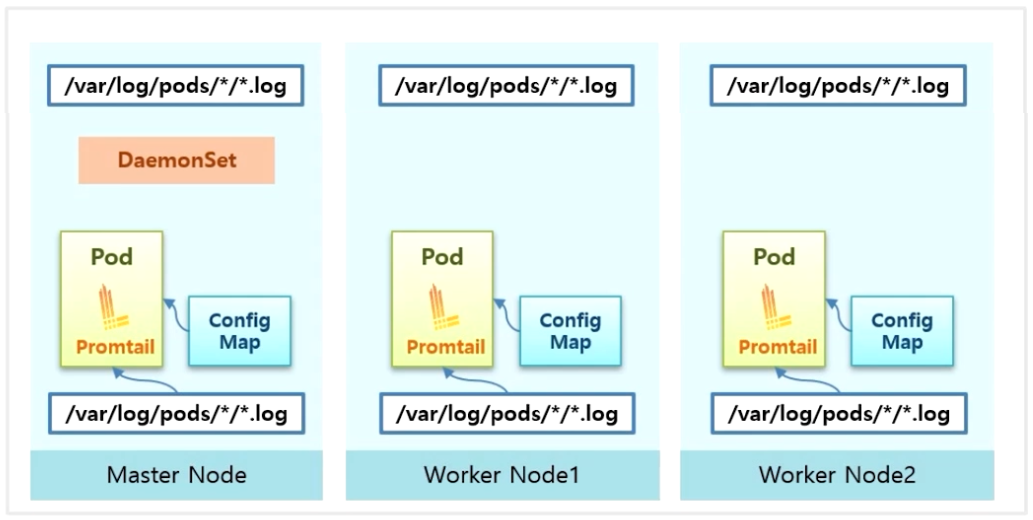 /var/log/pods/*/*.log
DaemonSet
Pod
Promtail
Config
Map
/var/log/pods/*/*.log
Master Node
/var/log/pods/*/*.log
Pod
Promtail
Config
Map
/var/log/pods/*/*.log
Worker Node1
/var/log/pods/*/*.log
Pod
Promtail
Config
Map
/var/log/pods/*/*.log
Worker Node2